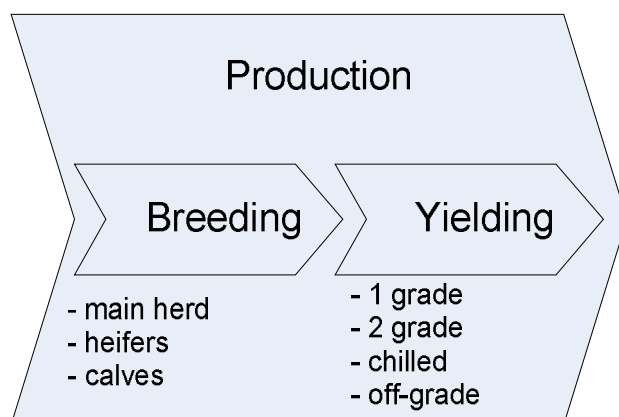 Production
Breeding
- main herd
- heifers
- calves
Yielding
- 1 grade
- 2 grade
- chilled
- off-grade